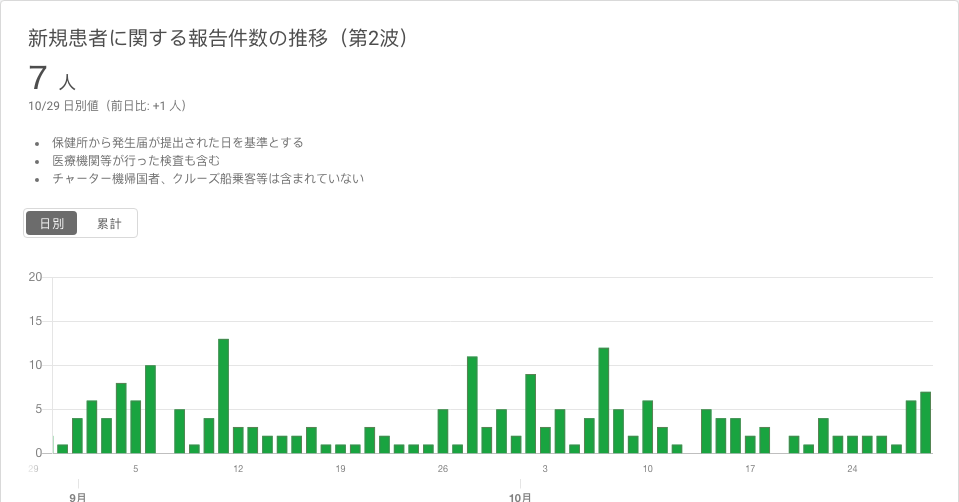 新規患者に関する報告件数の推移（第2波）
7 人
10/29 日別値（前日比: +1 人）
保健所から発生届が提出された日を基準とする
医療機関等が行った検査も含む
チャーター機帰国者、クルーズ船乗客等は含まれていない
日別 累計
20
15
10
5
0
29 5 12 19 26 3 10 17 24
9月 10月